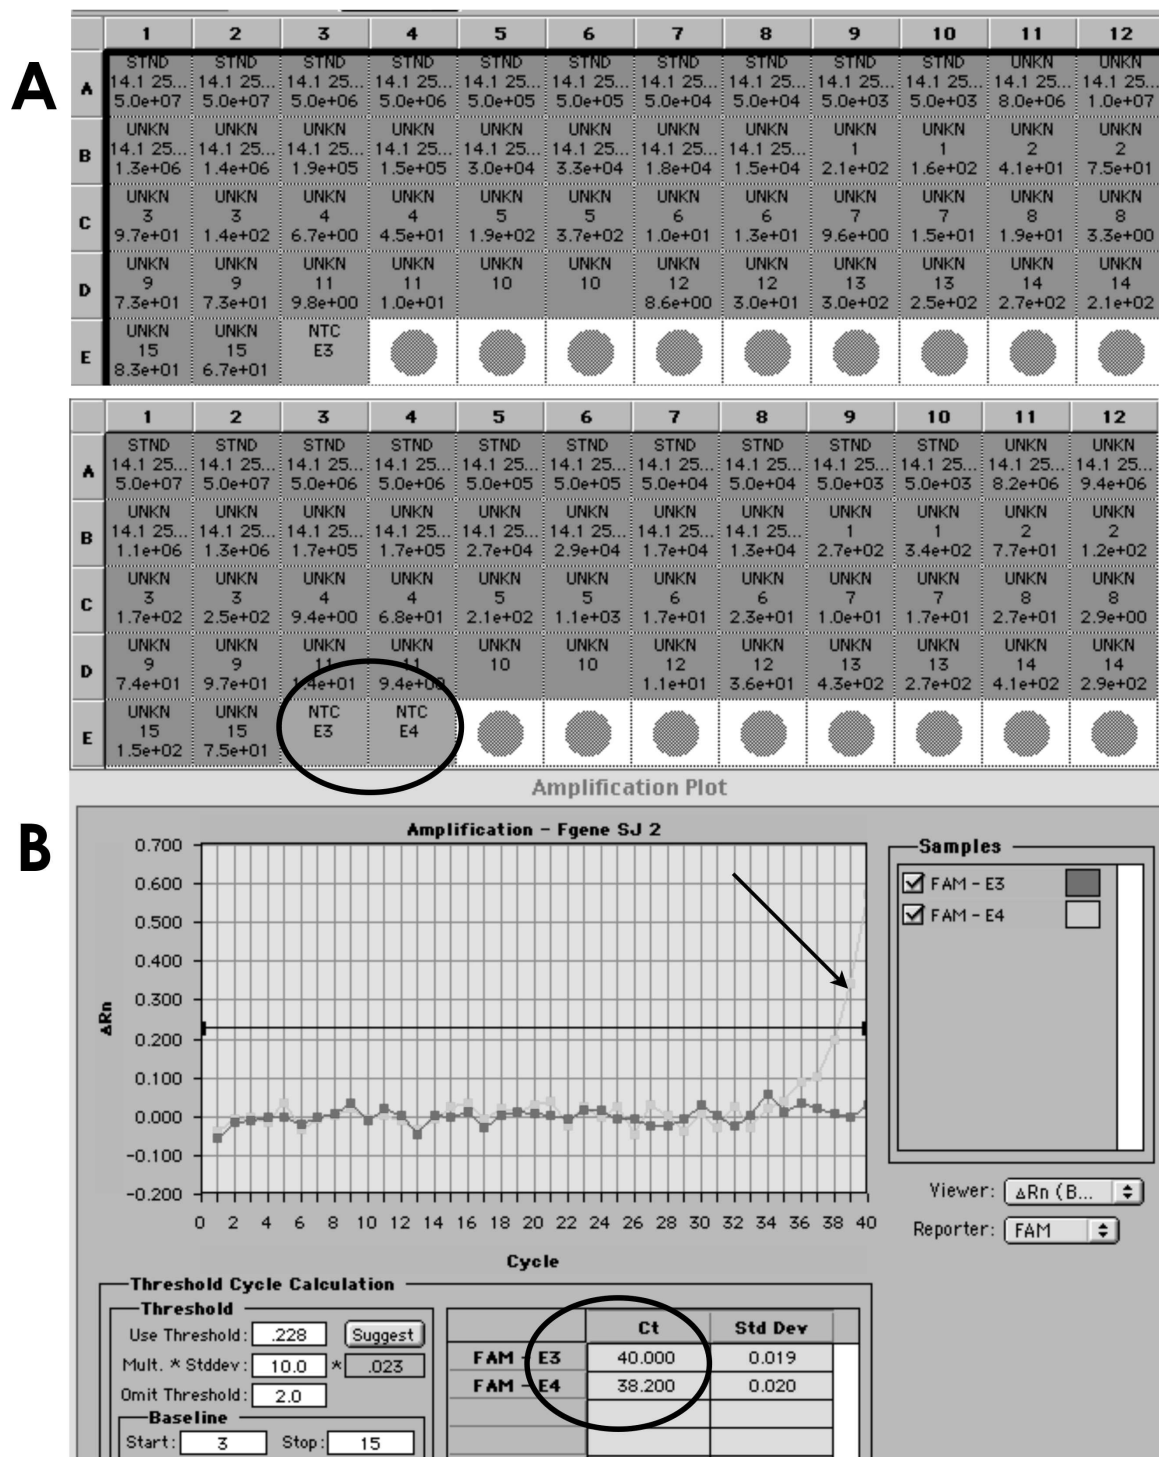 A
1 2 3 4 5 6 7 8 9 10 11 12
STND STND STND STND STND STND STND STND STND STND UNKN UNKN
A 14.1 25... 14.1 25... 14.1 25... 14.1 25... 14.1 25... 14.1 25... 14.1 25... 14.1 25... 14.1 25... 14.1 25... 14.1 25... 14.1 25...
5.0e+07 5.0e+07 5.0e+06 5.0e+06 5.0e+05 5.0e+05 5.0e+04 5.0e+04 5.0e+03 5.0e+03 8.0e+06 1.0e+07
UNKN UNKN UNKN UNKN UNKN UNKN UNKN UNKN UNKN UNKN UNKN UNKN
B 14.1 25... 14.1 25... 14.1 25... 14.1 25... 14.1 25... 14.1 25... 14.1 25... 14.1 25... 1 1 2 2
1.3e+06 1.4e+06 1.9e+05 1.5e+05 3.0e+04 3.3e+04 1.8e+04 1.5e+04 2.1e+02 1.6e+02 4.1e+01 7.5e+01
UNKN UNKN UNKN UNKN UNKN UNKN UNKN UNKN UNKN UNKN UNKN UNKN
C 3 3 4 4 5 5 6 6 7 7 8 8
9.7e+01 1.4e+02 6.7e+00 4.5e+01 1.9e+02 3.7e+02 1.0e+01 1.3e+01 9.6e+00 1.5e+01 1.9e+01 3.3e+00
UNKN UNKN UNKN UNKN UNKN UNKN UNKN UNKN UNKN UNKN UNKN UNKN
D 9 9 11 11 10 10 12 12 13 13 14 14
7.3e+01 7.3e+01 9.8e+00 1.0e+01 8.6e+00 3.0e+01 3.0e+02 2.5e+02 2.7e+02 2.1e+02
UNKN UNKN NTC
E 15 15 E3
8.3e+01 6.7e+01
1 2 3 4 5 6 7 8 9 10 11 12
STND STND STND STND STND STND STND STND STND STND UNKN UNKN
A 14.1 25... 14.1 25... 14.1 25... 14.1 25... 14.1 25... 14.1 25... 14.1 25... 14.1 25... 14.1 25... 14.1 25... 14.1 25... 14.1 25...
5.0e+07 5.0e+07 5.0e+06 5.0e+06 5.0e+05 5.0e+05 5.0e+04 5.0e+04 5.0e+03 5.0e+03 8.2e+06 9.4e+06
UNKN UNKN UNKN UNKN UNKN UNKN UNKN UNKN UNKN UNKN UNKN UNKN
B 14.1 25... 14.1 25... 14.1 25... 14.1 25... 14.1 25... 14.1 25... 14.1 25... 14.1 25... 1 1 2 2
1.1e+06 1.3e+06 1.7e+05 1.7e+05 2.7e+04 2.9e+04 1.7e+04 1.3e+04 2.7e+02 3.4e+02 7.7e+01 1.2e+02
UNKN UNKN UNKN UNKN UNKN UNKN UNKN UNKN UNKN UNKN UNKN UNKN
C 3 3 4 4 5 5 6 6 7 7 8 8
1.7e+02 2.5e+02 9.4e+00 6.8e+01 2.1e+02 1.1e+03 1.7e+01 2.3e+01 1.0e+01 1.7e+01 2.7e+01 2.9e+00
UNKN UNKN UNKN UNKN UNKN UNKN UNKN UNKN UNKN UNKN UNKN UNKN
D 9 9 11 11 10 10 12 12 13 13 14 14
7.4e+01 9.7e+01 9.4e+00 1.1e+01 3.6e+01 4.3e+02 2.7e+02 4.1e+02 2.9e+02
UNKN UNKN NTC NTC
E 15 15 E3 E4
1.5e+02 7.5e+01
Amplification Plot
B
Amplification - Fgene SJ 2
0.700
0.600
0.500
0.400
0.300
0.200
0.100
0.000
-0.100
-0.200
ΔRn
0 2 4 6 8 10 12 14 16 18 20 22 24 26 28 30 32 34 36 38 40
Cycle
Samples
FAM - E3
FAM - E4
Viewer: ΔRn (B...
Reporter: FAM
Threshold Cycle Calculation
Threshold
Use Threshold: .228 Suggest
Mult. * Stddev: 10.0 * .023
Omit Threshold: 2.0
Baseline
Start: 3 Stop: 15
Ct Std Dev
FAM - E3 40.000 0.019
FAM - E4 38.200 0.020